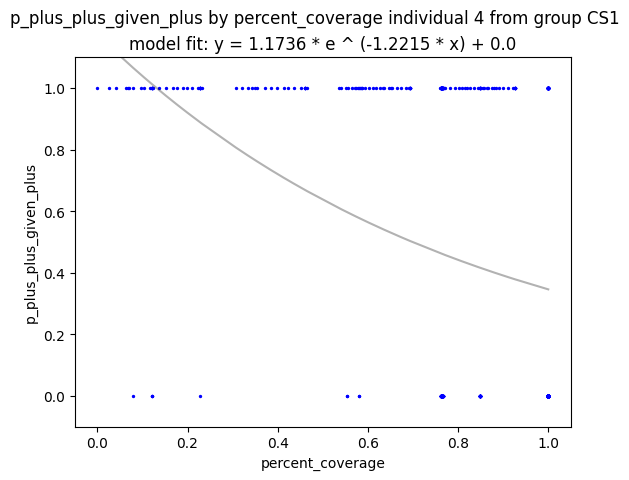 p_plus_plus_given_plus by percent_coverage individual 4 from group CS1
model fit: y = 1.1736 * e ^ (-1.2215 * x) + 0.0
1.0
0.8
0.6
0.4
0.2
0.0
p_plus_plus_given_plus
0.0 0.2 0.4 0.6 0.8 1.0
percent_coverage